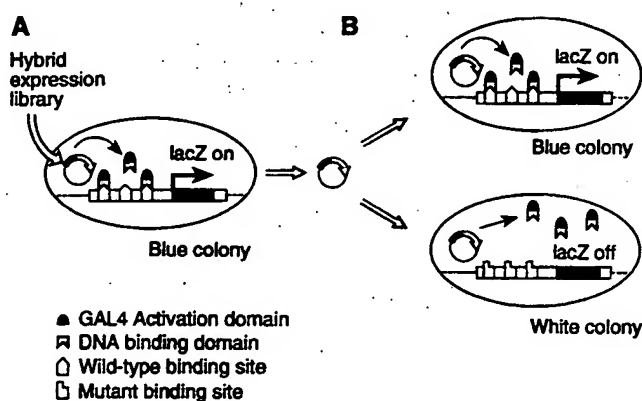 A
B
Hybrid
expression
library
lacZ on
Blue colony
lacZ on
Blue colony
lacZ off
White colony
GAL4 Activation domain
DNA binding domain
Wild-type binding site
Mutant binding site